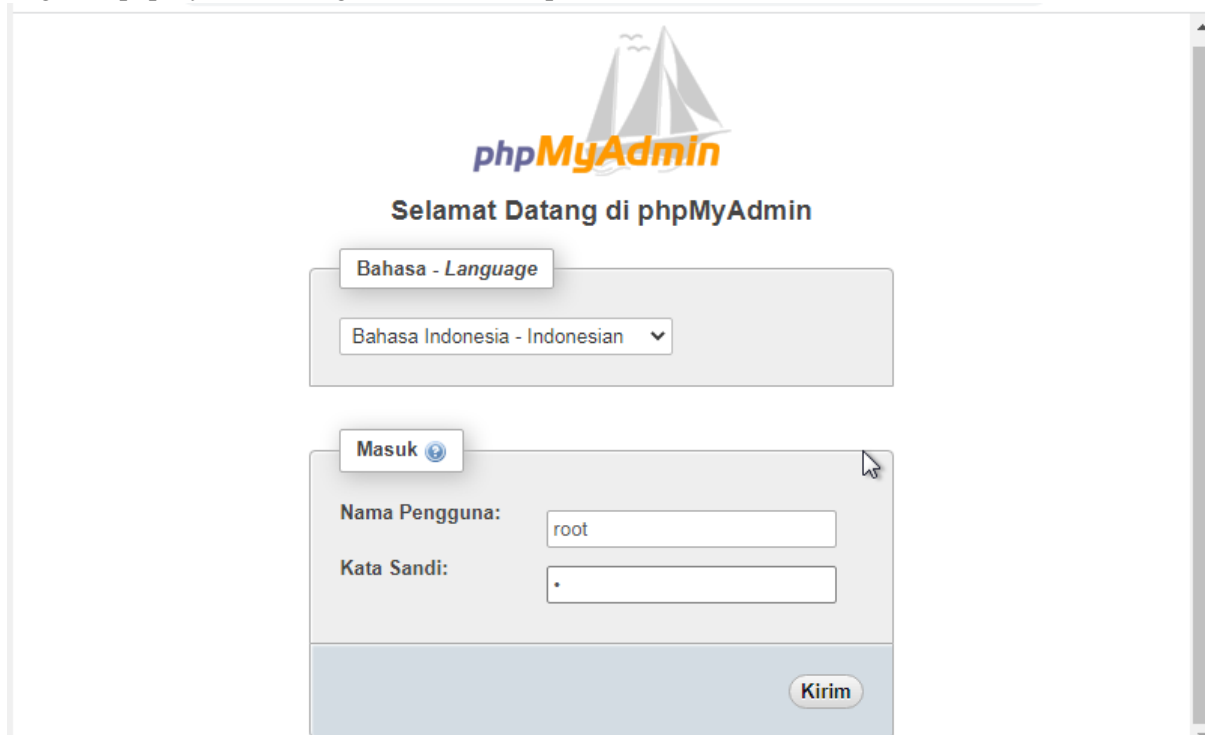 phpMyAdmin
Selamat Datang di phpMyAdmin
Bahasa - Language
Bahasa Indonesia - Indonesian
Masuk
Nama Pengguna:
root
Kata Sandi:
•
Kirim